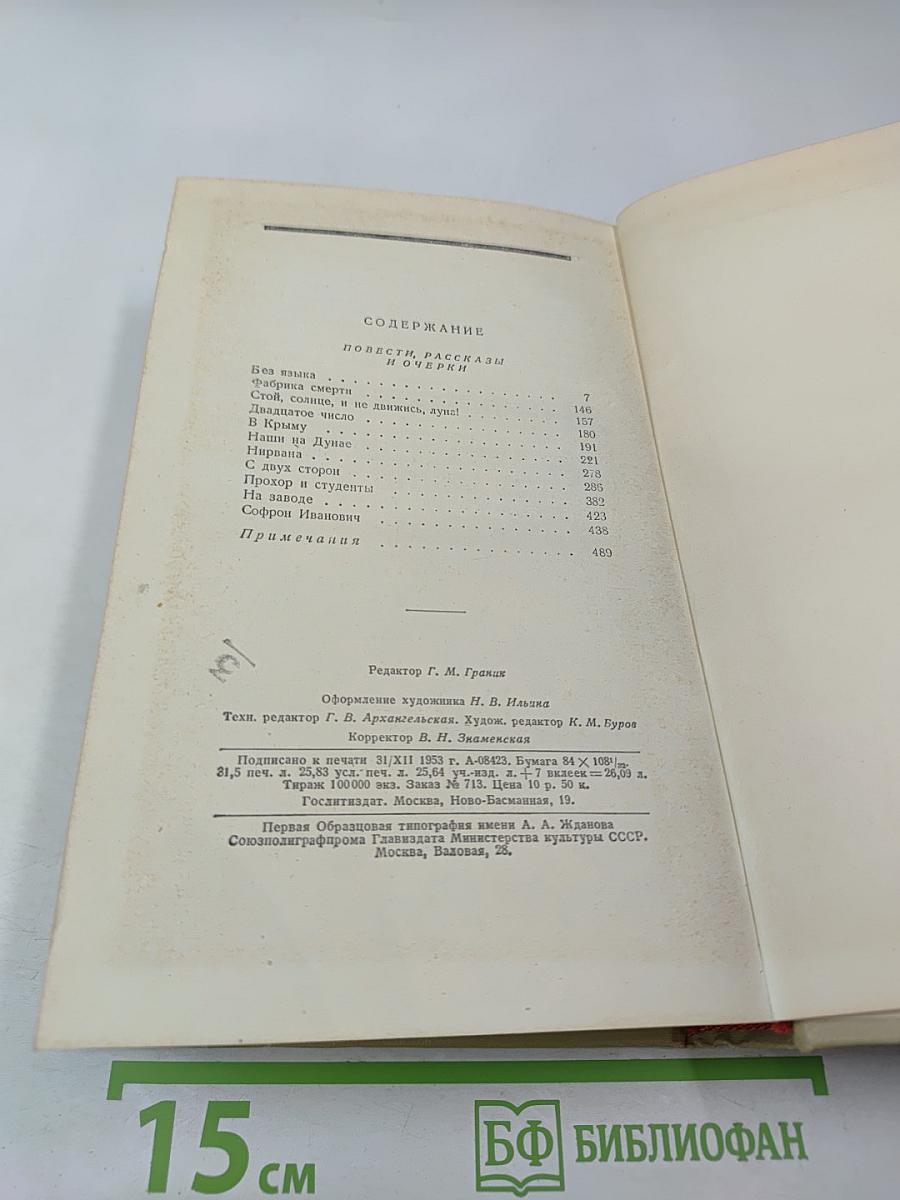 СОДЕРЖАНИЕ
ПОВЕСТИ, РАССКАЗЫ
И ОЧЕРКИ
Без языка . . . . . . . . . . . . . . . . . 7
Фабрика смерти . . . . . . . . . . . . . . . 146
Стой, солнце, и не движись, луна! . . . . . . . 157
Двадцатое число . . . . . . . . . . . . . . 180
В Крыму . . . . . . . . . . . . . . . . . 191
Наши на Дунае . . . . . . . . . . . . . . . 221
Нирвана . . . . . . . . . . . . . . . . . 278
С двух сторон . . . . . . . . . . . . . . . 286
Прохор и студенты . . . . . . . . . . . . . 382
На заводе . . . . . . . . . . . . . . . . . 423
Софрон Иванович . . . . . . . . . . . . . . 438
Примечания . . . . . . . . . . . . . . . 489
Редактор Г. М. Граник
Оформление художника Н. В. Ильина
Техн. редактор Г. В. Архангельская. Худож. редактор К. М. Буров
Корректор В. Н. Знаменская
Подписано к печати 31/XII 1953 г. А-08423. Бумага 84 × 108¹/₃₂.
31,5 печ. л. 25,83 усл. печ. л. 25,64 уч.-изд. л. + 7 вклеек = 26,09 л.
Тираж 100 000 экз. Заказ № 713. Цена 10 р. 50 к.
Гослитиздат. Москва, Ново-Басманная, 19.
Первая Образцовая типография имени А. А. Жданова
Союзполиграфпрома Главиздата Министерства культуры СССР.
Москва, Валовая, 28.
15 см
БФ БИБЛИОФАН